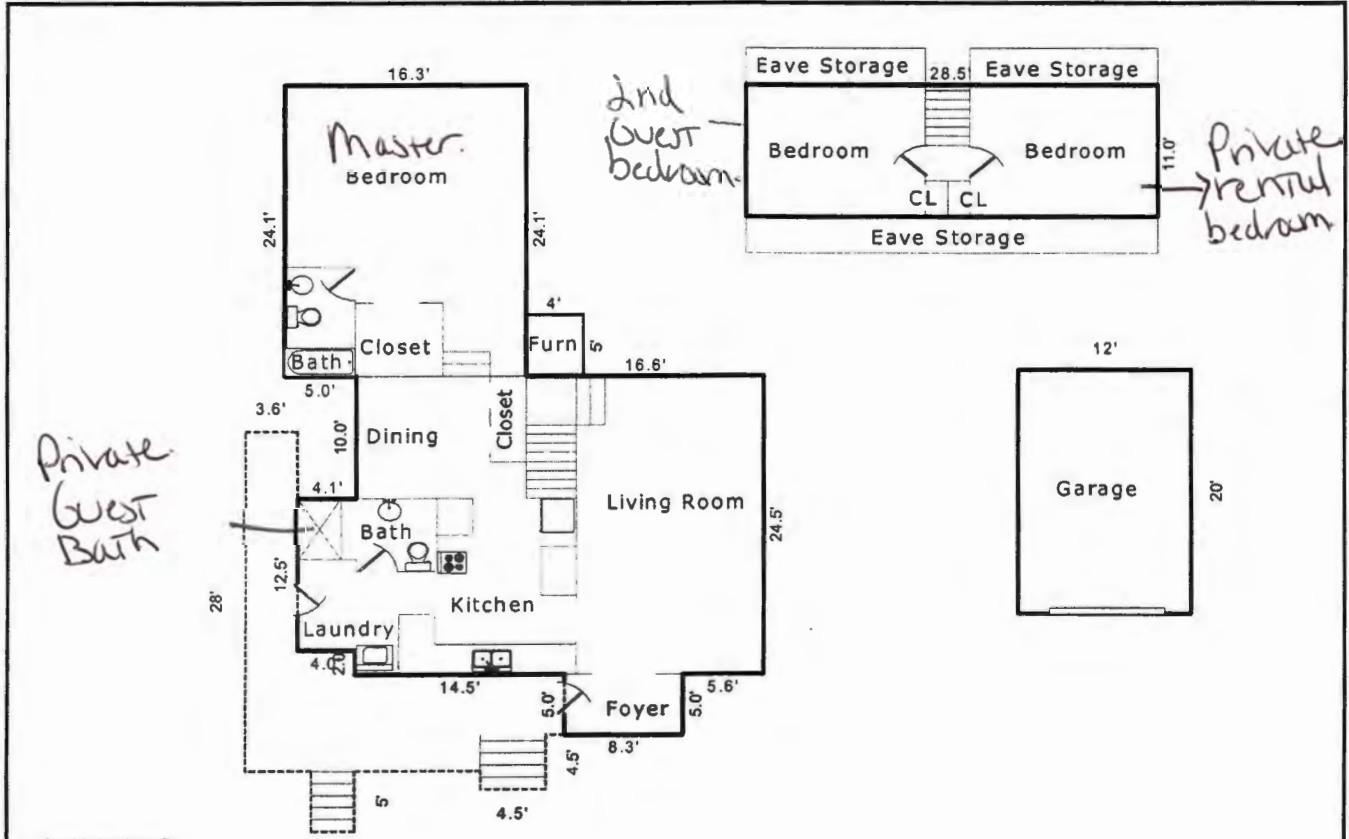 16.3'
Master.
Bedroom
24.1'
24.1'
Bath
Closet
4'
Furn
5'
16.6'
5.0'
3.6'
10.0'
Dining
Closet
4.1'
Private
Guest
Bath
Bath
Living Room
24.5'
12.5'
28'
Kitchen
Laundry
4.0'
2.0'
14.5'
5.0'
Foyer
5.0'
5.6'
8.3'
4.5'
5'
4.5'
Eave Storage
28.5'
Eave Storage
2nd
Guest
bedroom.
Bedroom
Bedroom
11.0'
CL
CL
Eave Storage
Private
rental
bedroom
12'
Garage
20'